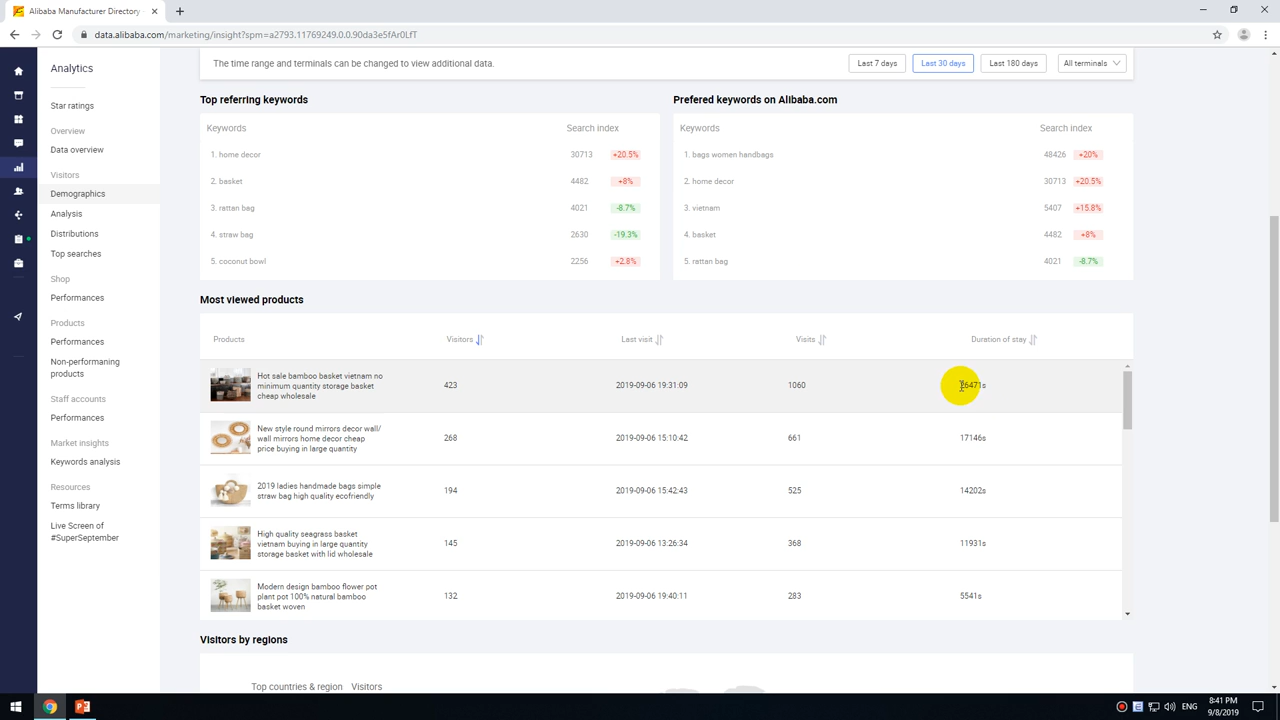 Alibaba Manufacturer Directory
data.alibaba.com/marketing/insight?spm=a2793.11769249.0.0.90da3e5fAr0LfT
Analytics
Star ratings
Overview
Data overview
Visitors
Demographics
Analysis
Distributions
Top searches
Shop
Performances
Products
Performances
Non-performaning
products
Staff accounts
Performances
Market insights
Keywords analysis
Resources
Terms library
Live Screen of
#SuperSeptember
The time range and terminals can be changed to view additional data.
Last 7 days
Last 30 days
Last 180 days
All terminals
Top referring keywords
Keywords Search index
1. home decor 30713 +20.5%
2. basket 4482 +8%
3. rattan bag 4021 -8.7%
4. straw bag 2630 -19.3%
5. coconut bowl 2256 +2.8%
Prefered keywords on Alibaba.com
Keywords Search index
1. bags women handbags 48426 +20%
2. home decor 30713 +20.5%
3. vietnam 5407 +15.8%
4. basket 4482 +8%
5. rattan bag 4021 -8.7%
Most viewed products
Products Visitors Last visit Visits Duration of stay
Hot sale bamboo basket vietnam no
minimum quantity storage basket
cheap wholesale
423 2019-09-06 19:31:09 1060
New style round mirrors decor wall/
wall mirrors home decor cheap
price buying in large quantity
268 2019-09-06 15:10:42 661 17146s
2019 ladies handmade bags simple
straw bag high quality ecofriendly
194 2019-09-06 15:42:43 525 14202s
High quality seagrass basket
vietnam buying in large quantity
storage basket with lid wholesale
145 2019-09-06 13:26:34 368 11931s
Modern design bamboo flower pot
plant pot 100% natural bamboo
basket woven
132 2019-09-06 19:40:11 283 5541s
Visitors by regions
Top countries & region Visitors
ENG
8:41 PM
9/8/2019